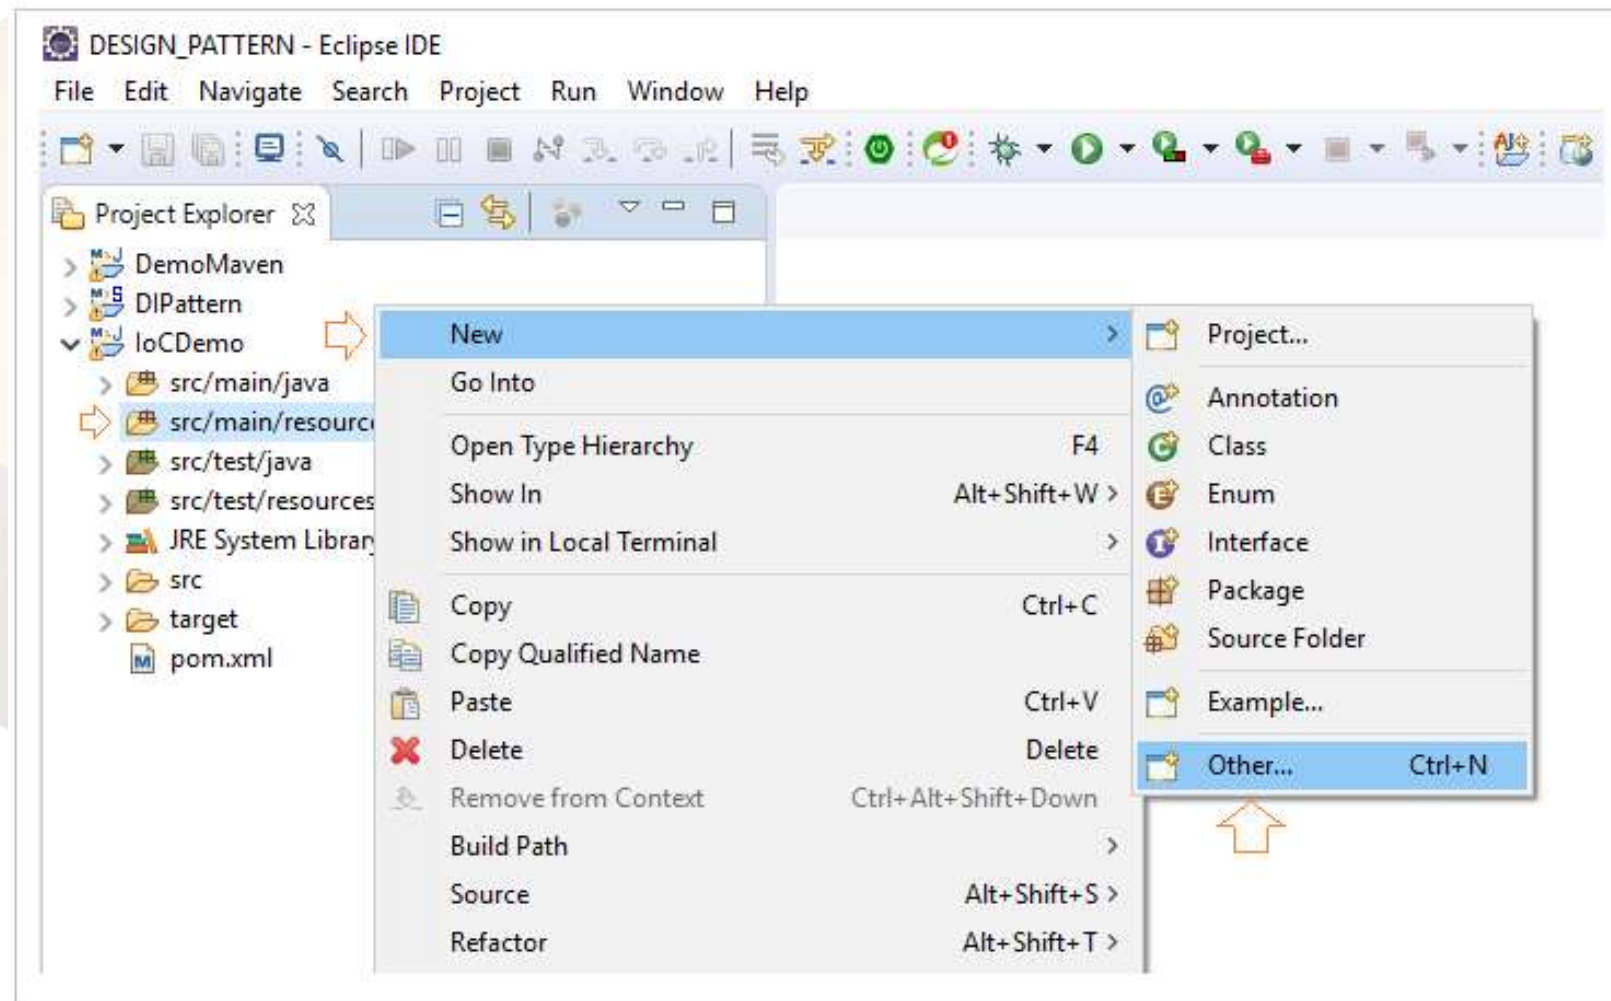 DESIGN_PATTERN - Eclipse IDE
File Edit Navigate Search Project Run Window Help
Project Explorer
DemoMaven
DIPattern
IoCDemo
src/main/java
src/main/resourc
src/test/java
src/test/resources
JRE System Librar
src
target
pom.xml
New
Go Into
Open Type Hierarchy F4
Show In Alt+Shift+W
Show in Local Terminal
Copy Ctrl+C
Copy Qualified Name
Paste Ctrl+V
Delete Delete
Remove from Context Ctrl+Alt+Shift+Down
Build Path
Source Alt+Shift+S
Refactor Alt+Shift+T
Project...
Annotation
Class
Enum
Interface
Package
Source Folder
Example...
Other... Ctrl+N